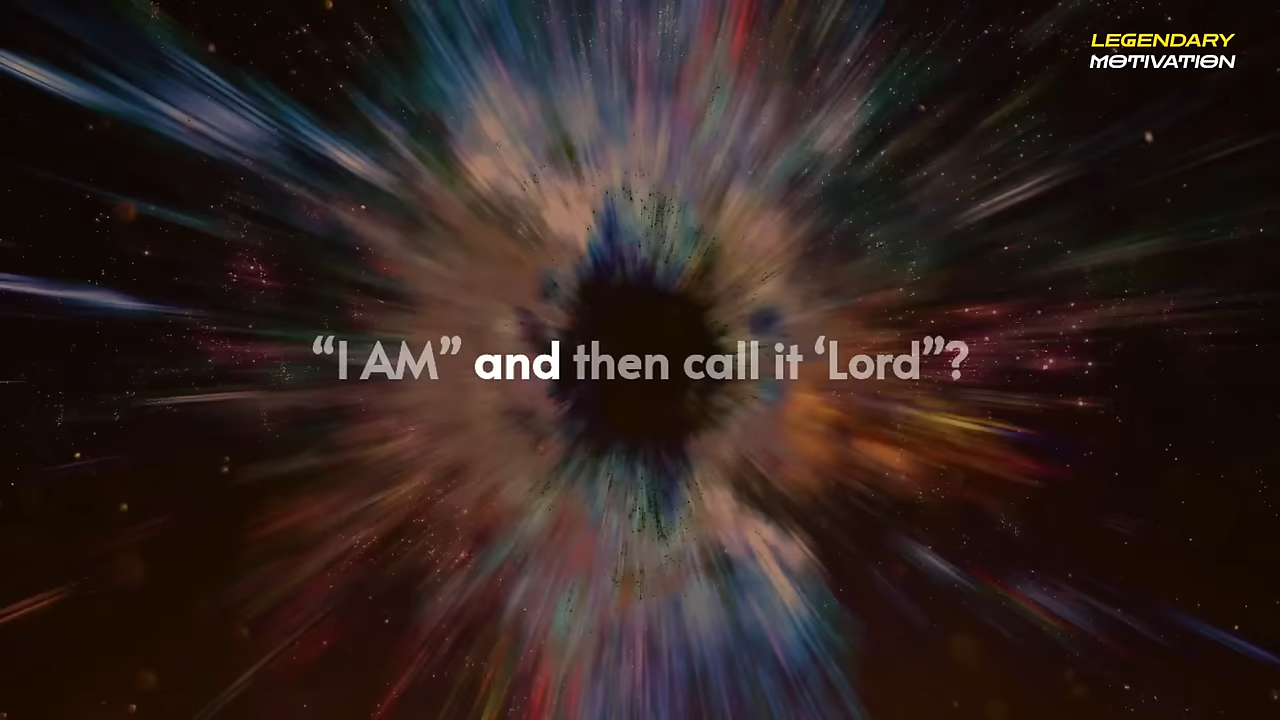 LEGENDARY
MOTIVATION
“I AM” and then call it ‘Lord”?